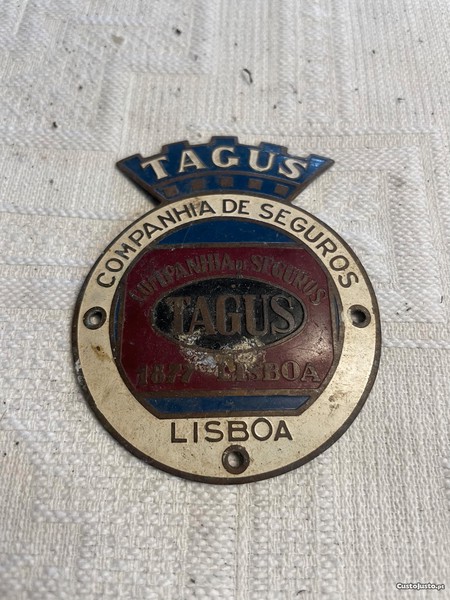 TAGUS
COMPANHIA DE SEGUROS
COMPANHIA DE SEGUROS
TAGUS
1877 LISBOA
LISBOA
CustoJusto.pt